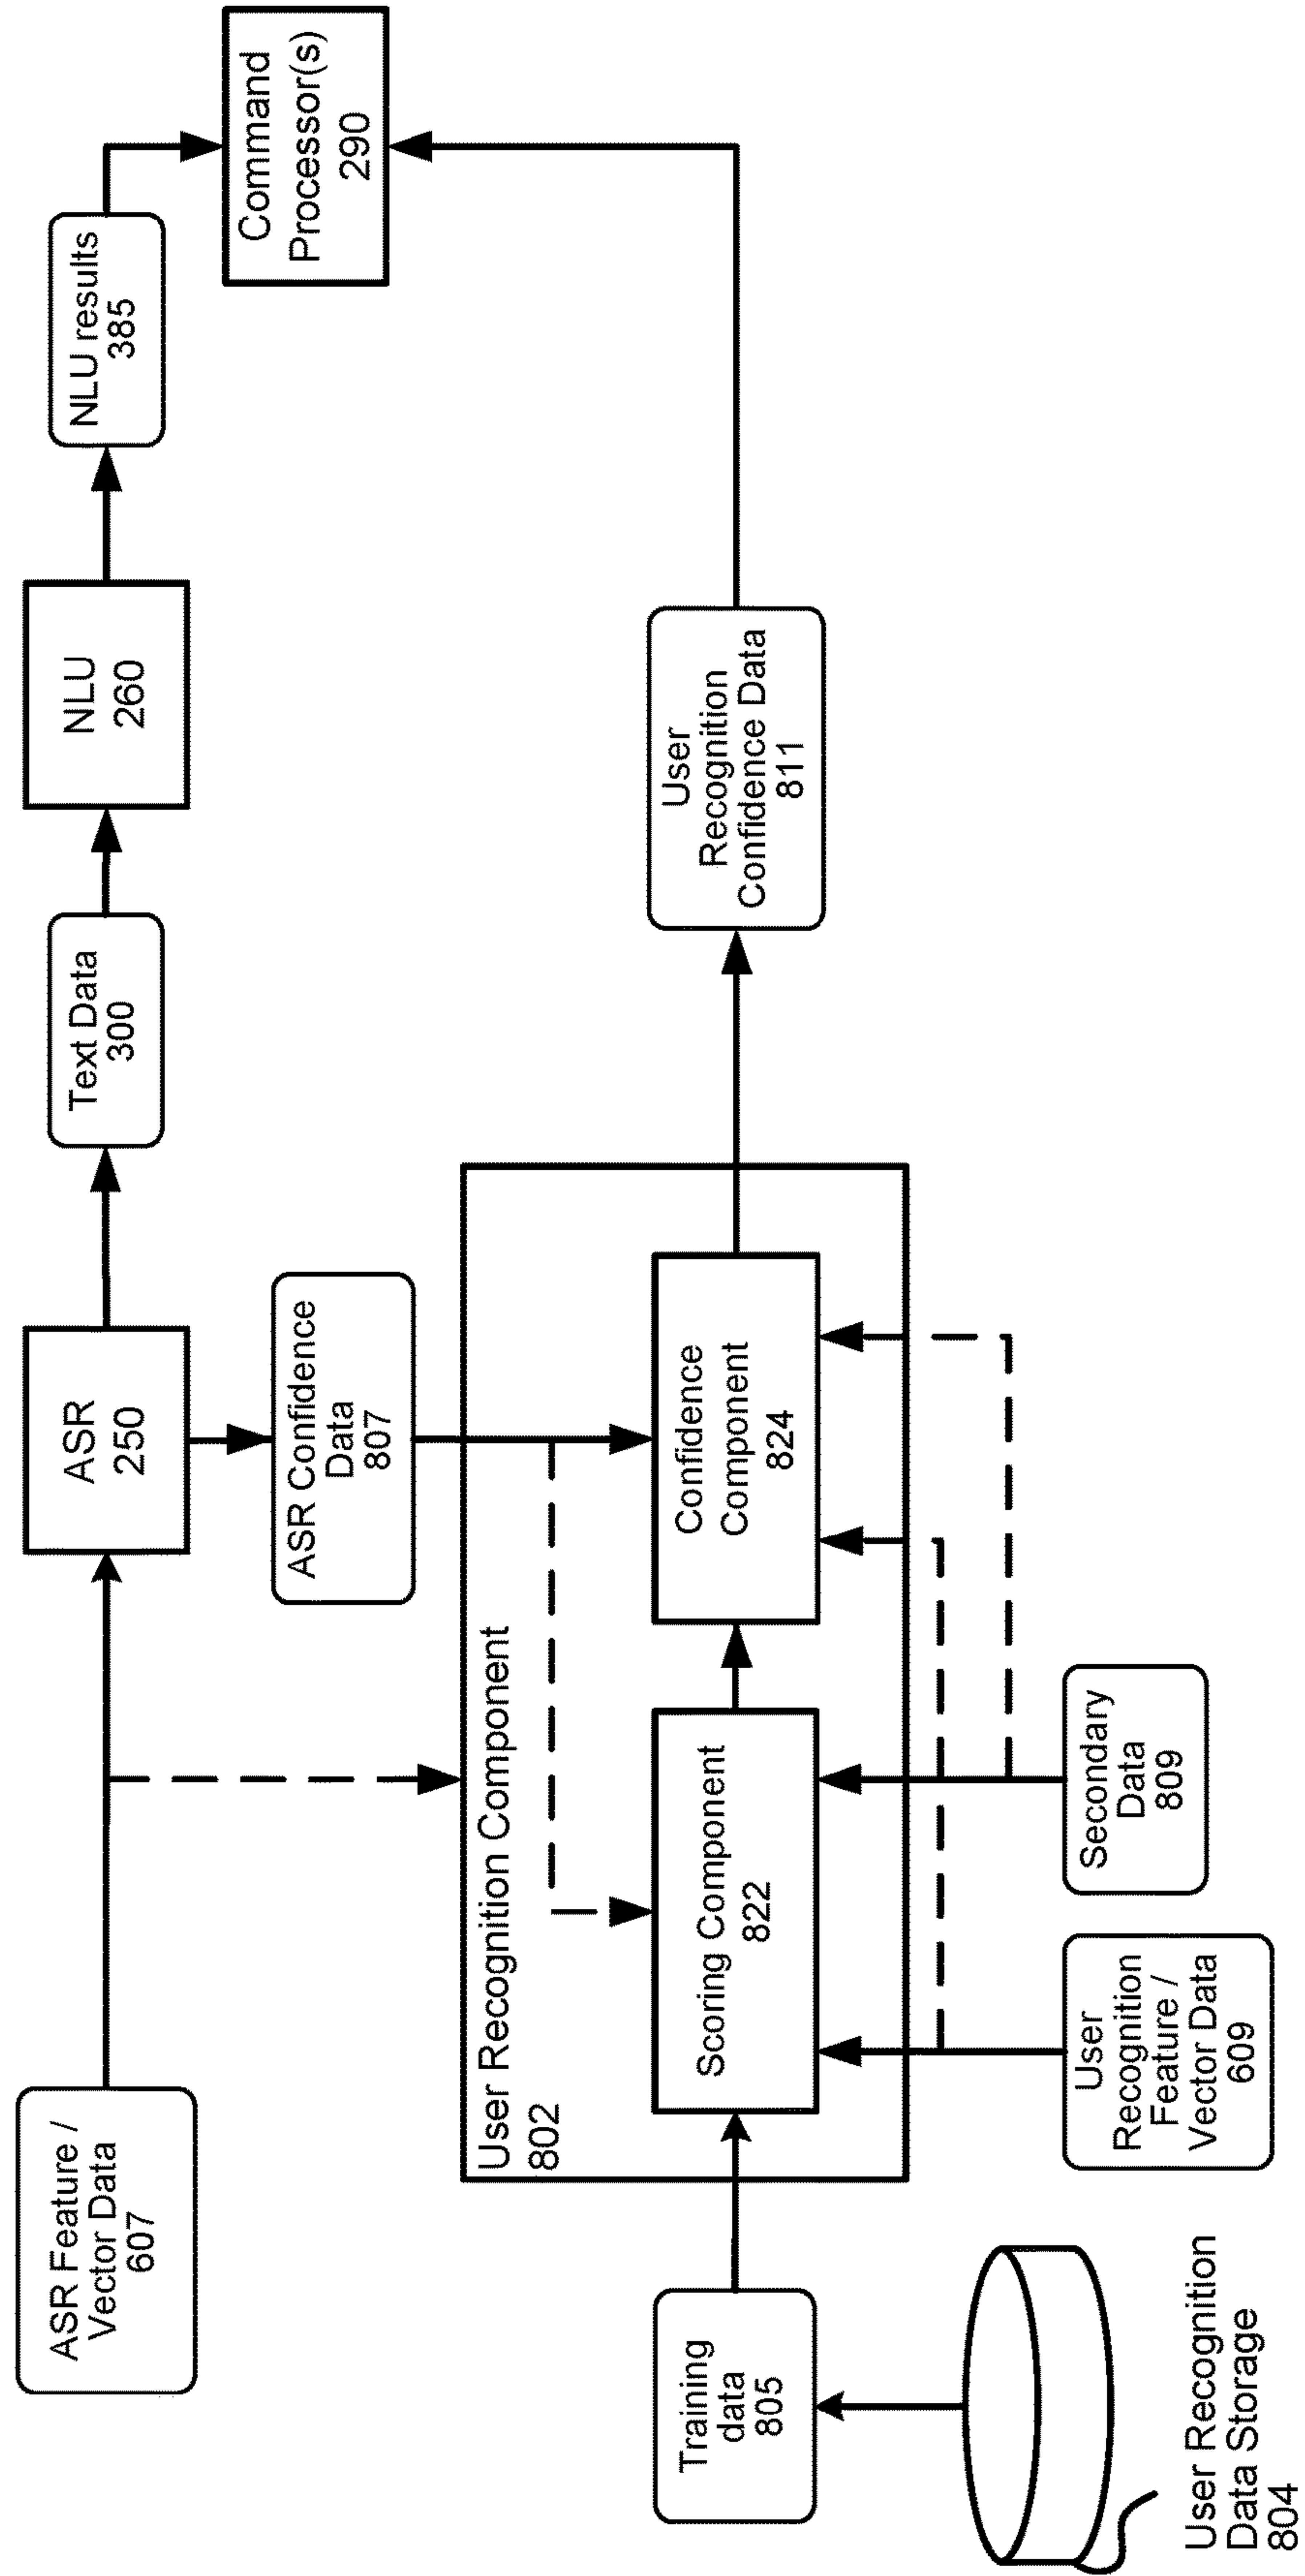 ASR Feature /
Vector Data
607
ASR
250
Text Data
300
NLU
260
NLU results
385
Command
Processor(s)
290
ASR Confidence
Data
807
User Recognition Component
802
Scoring Component
822
Confidence
Component
824
User
Recognition
Confidence Data
811
Training
data
805
User Recognition
Data Storage
804
User
Recognition
Feature /
Vector Data
609
Secondary
Data
809